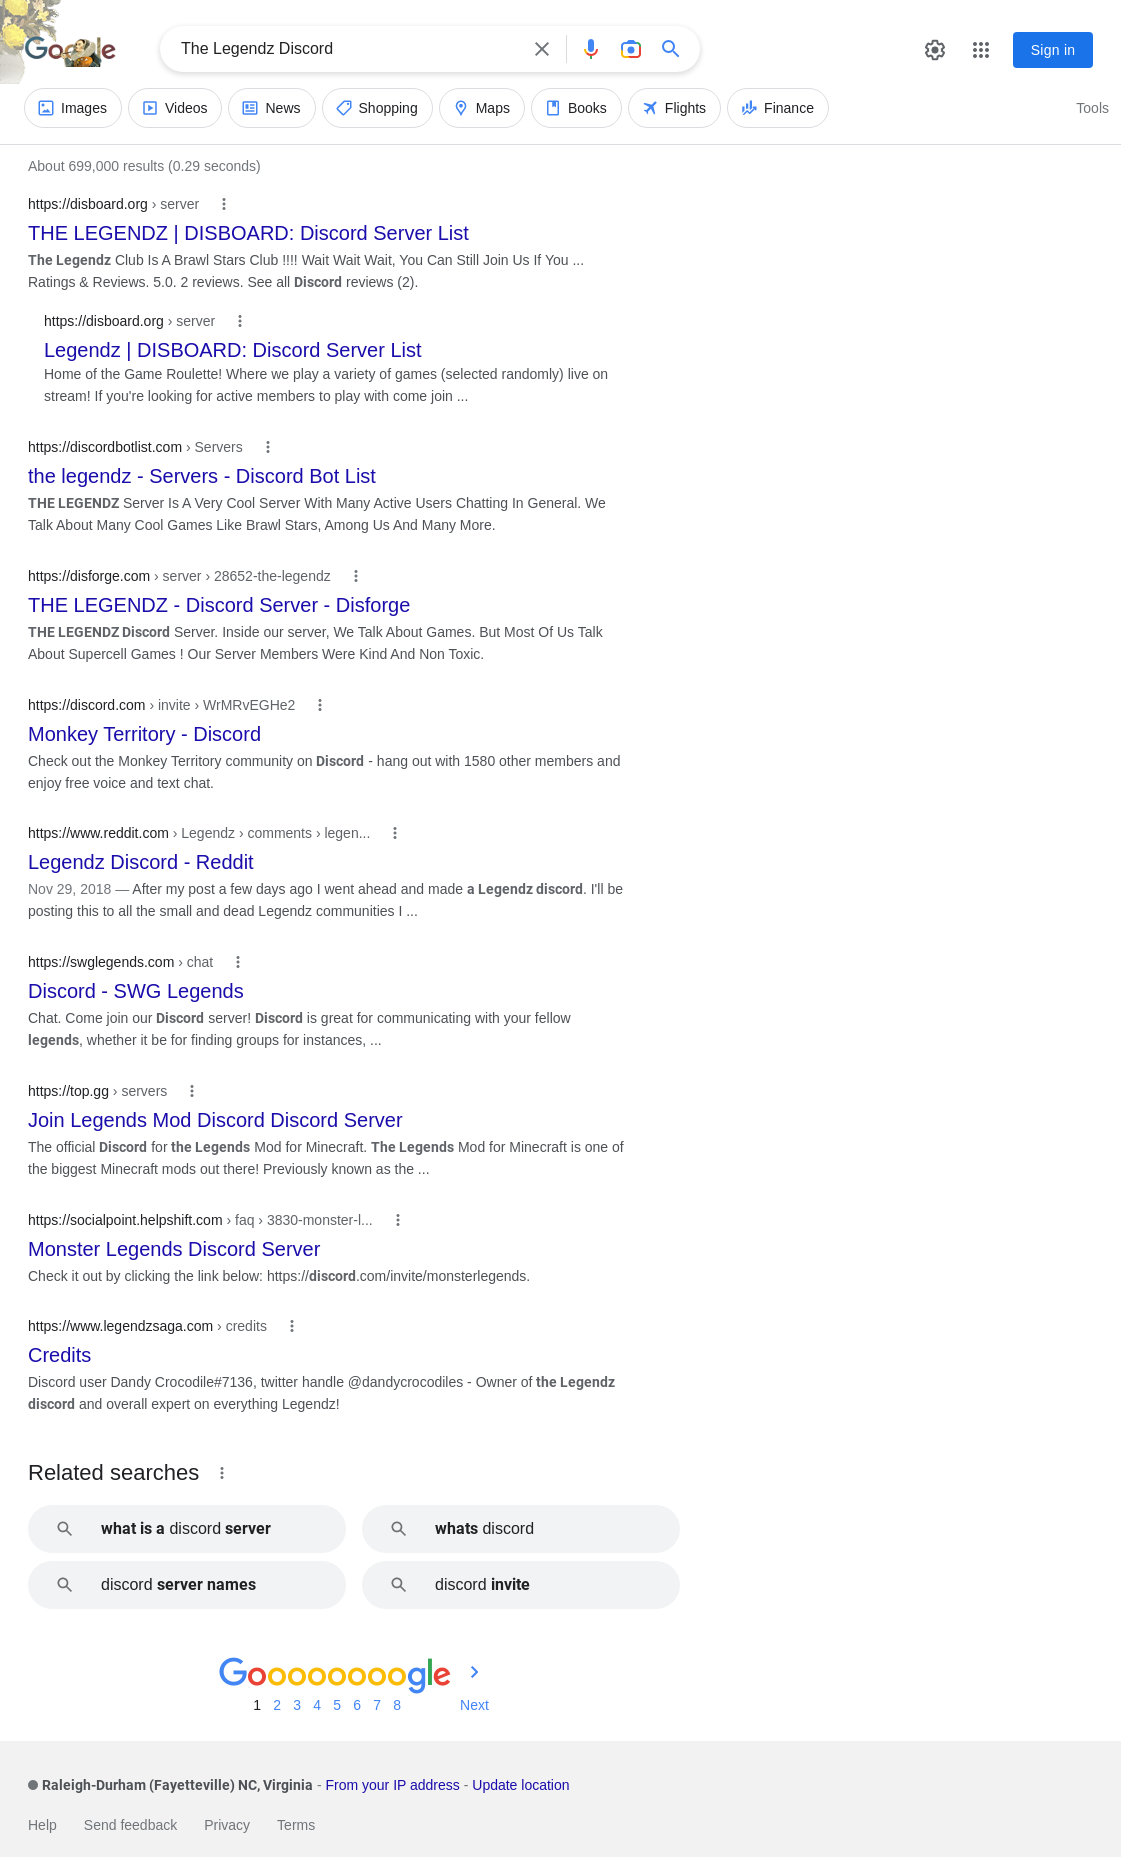 Google
The Legendz Discord
Sign in
Images Videos News Shopping Maps Books Flights Finance Tools
About 699,000 results (0.29 seconds)
https://disboard.org › server
THE LEGENDZ | DISBOARD: Discord Server List
The Legendz Club Is A Brawl Stars Club !!!! Wait Wait Wait, You Can Still Join Us If You ...
Ratings & Reviews. 5.0. 2 reviews. See all Discord reviews (2).
https://disboard.org › server
Legendz | DISBOARD: Discord Server List
Home of the Game Roulette! Where we play a variety of games (selected randomly) live on
stream! If you're looking for active members to play with come join ...
https://discordbotlist.com › Servers
the legendz - Servers - Discord Bot List
THE LEGENDZ Server Is A Very Cool Server With Many Active Users Chatting In General. We
Talk About Many Cool Games Like Brawl Stars, Among Us And Many More.
https://disforge.com › server › 28652-the-legendz
THE LEGENDZ - Discord Server - Disforge
THE LEGENDZ Discord Server. Inside our server, We Talk About Games. But Most Of Us Talk
About Supercell Games ! Our Server Members Were Kind And Non Toxic.
https://discord.com › invite › WrMRvEGHe2
Monkey Territory - Discord
Check out the Monkey Territory community on Discord - hang out with 1580 other members and
enjoy free voice and text chat.
https://www.reddit.com › Legendz › comments › legen...
Legendz Discord - Reddit
Nov 29, 2018 — After my post a few days ago I went ahead and made a Legendz discord. I'll be
posting this to all the small and dead Legendz communities I ...
https://swglegends.com › chat
Discord - SWG Legends
Chat. Come join our Discord server! Discord is great for communicating with your fellow
legends, whether it be for finding groups for instances, ...
https://top.gg › servers
Join Legends Mod Discord Discord Server
The official Discord for the Legends Mod for Minecraft. The Legends Mod for Minecraft is one of
the biggest Minecraft mods out there! Previously known as the ...
https://socialpoint.helpshift.com › faq › 3830-monster-l...
Monster Legends Discord Server
Check it out by clicking the link below: https://discord.com/invite/monsterlegends.
https://www.legendzsaga.com › credits
Credits
Discord user Dandy Crocodile#7136, twitter handle @dandycrocodiles - Owner of the Legendz
discord and overall expert on everything Legendz!
Related searches
what is a discord server
whats discord
discord server names
discord invite
Goooooooogle
1 2 3 4 5 6 7 8 Next
Raleigh-Durham (Fayetteville) NC, Virginia - From your IP address - Update location
Help Send feedback Privacy Terms